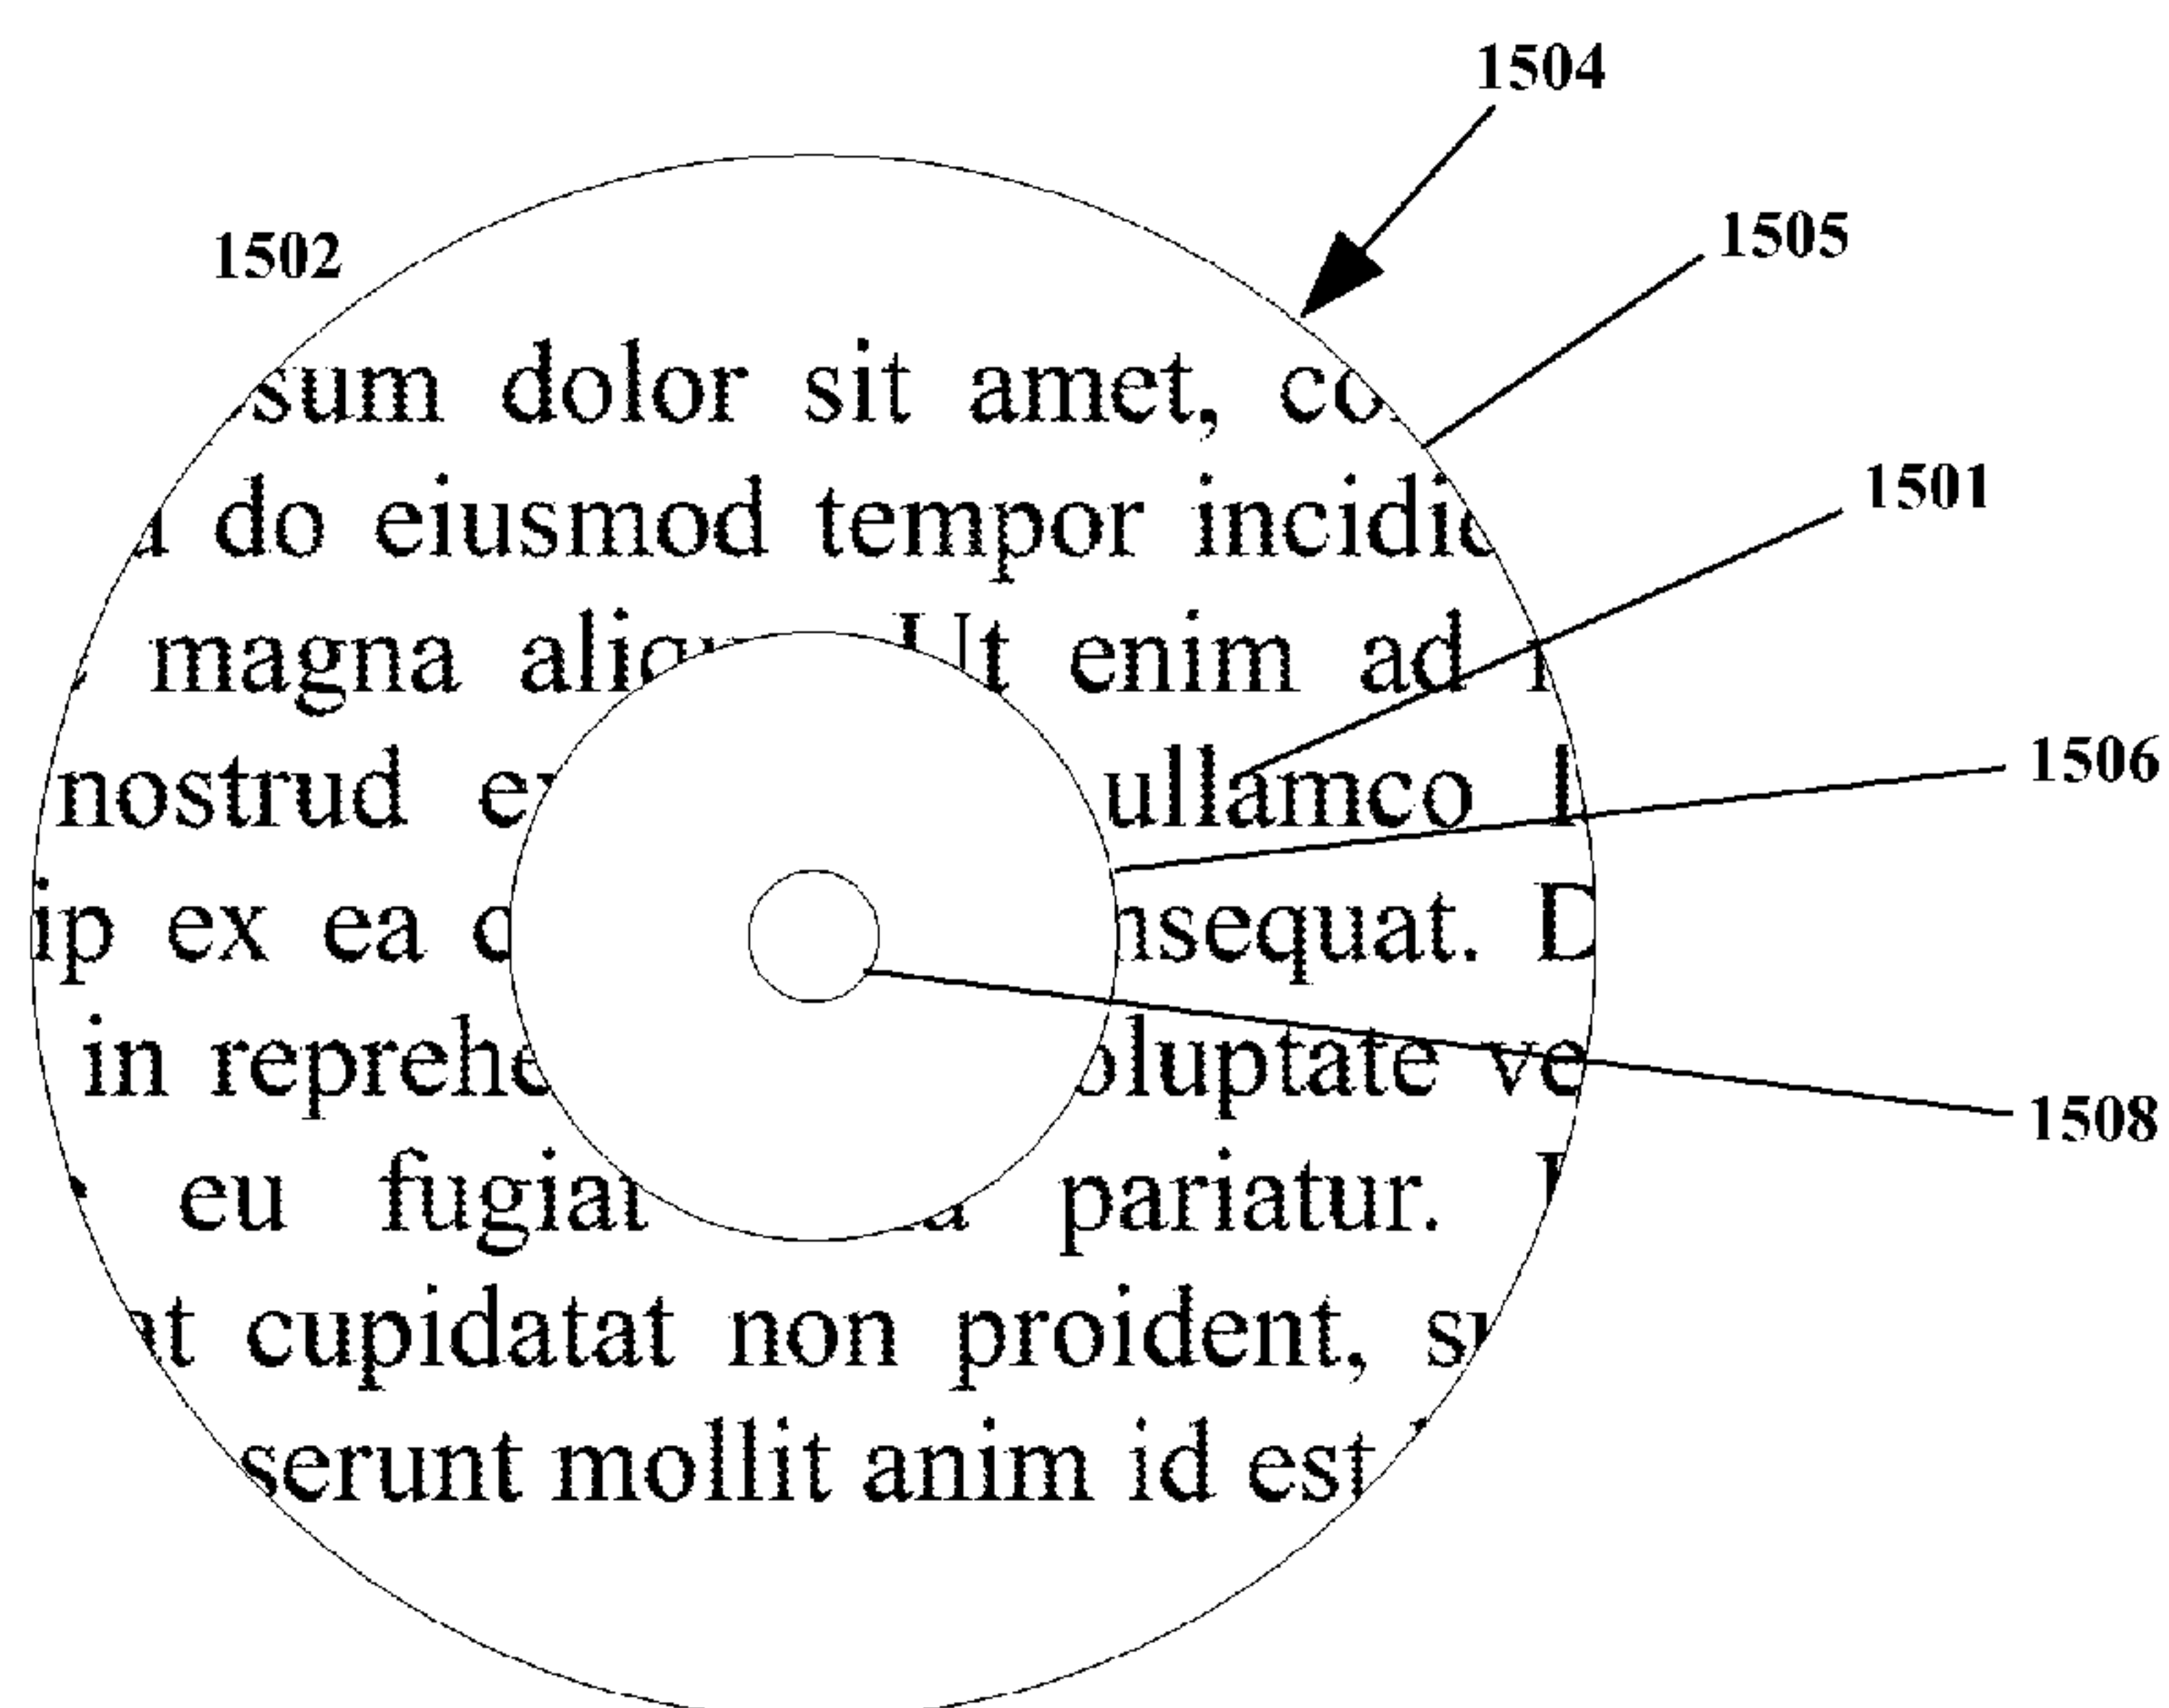 1504
1502
1505
sum dolor sit amet,
do eiusmod tempor
1501
magna enim ad
nostrud ullamco
1506
ip ex ea nsequat.
in voluptate
1508
eu pariatur.
cupidatat non proident,
serunt mollit anim id est